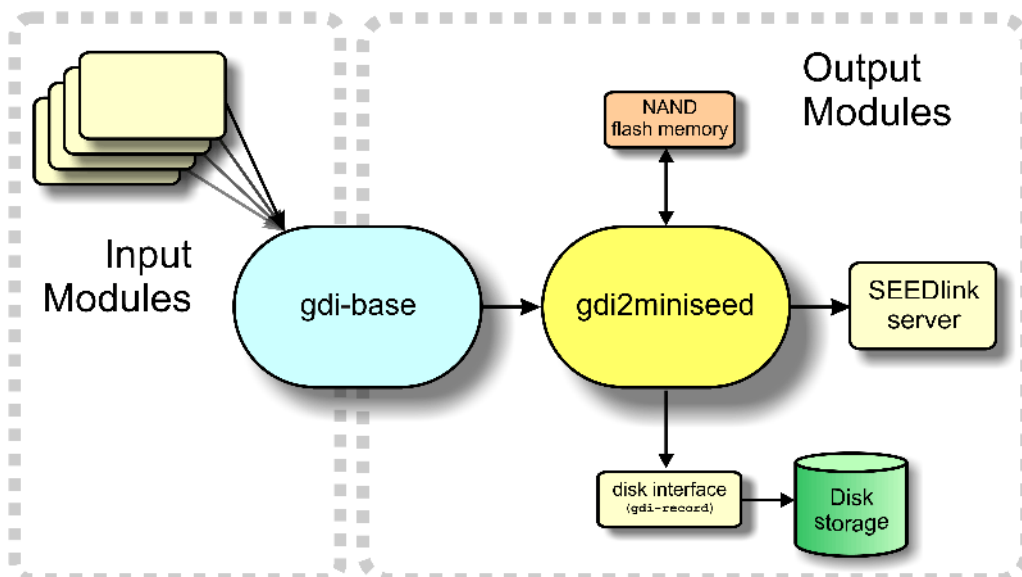 Output
Modules
NAND
flash memory
Input
Modules
gdi-base
gdi2miniseed
SEEDlink
server
disk interface
(gdi-record)
Disk
storage